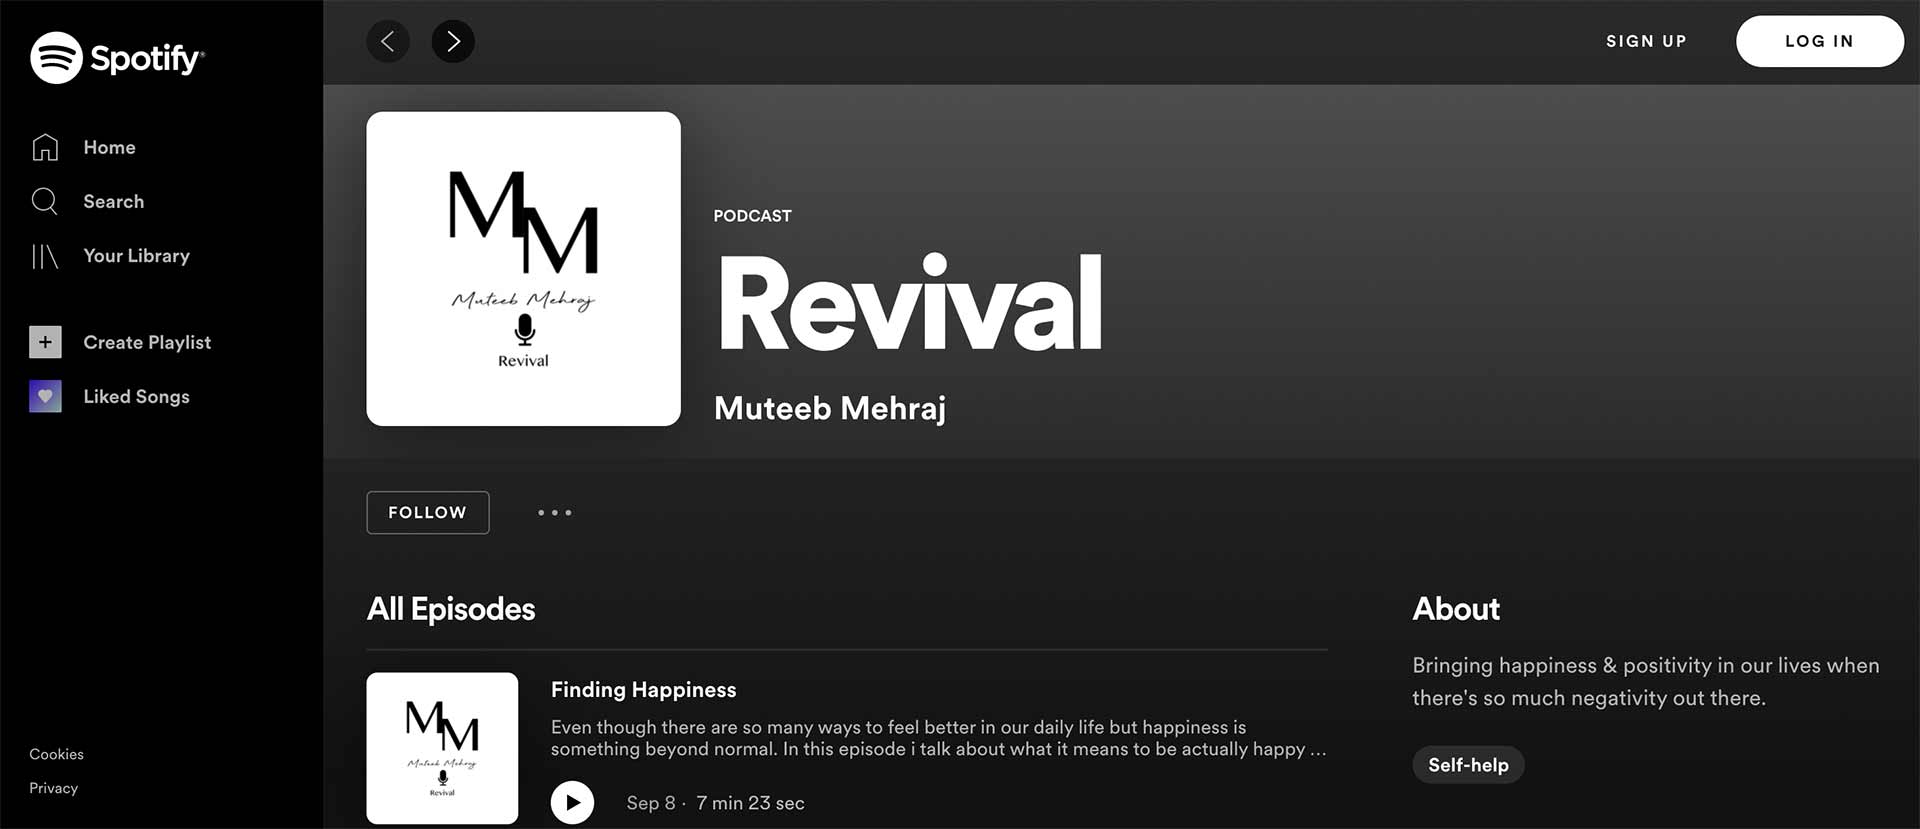 Spotify
Home
Search
Your Library
Create Playlist
Liked Songs
Cookies
Privacy
SIGN UP
LOG IN
MM
Muteeb Mehraj
Revival
PODCAST
Revival
Muteeb Mehraj
FOLLOW
All Episodes
MM
Muteeb Mehraj
Revival
Finding Happiness
Even though there are so many ways to feel better in our daily life but happiness is
something beyond normal. In this episode i talk about what it means to be actually happy ...
Sep 8 · 7 min 23 sec
About
Bringing happiness & positivity in our lives when
there's so much negativity out there.
Self-help